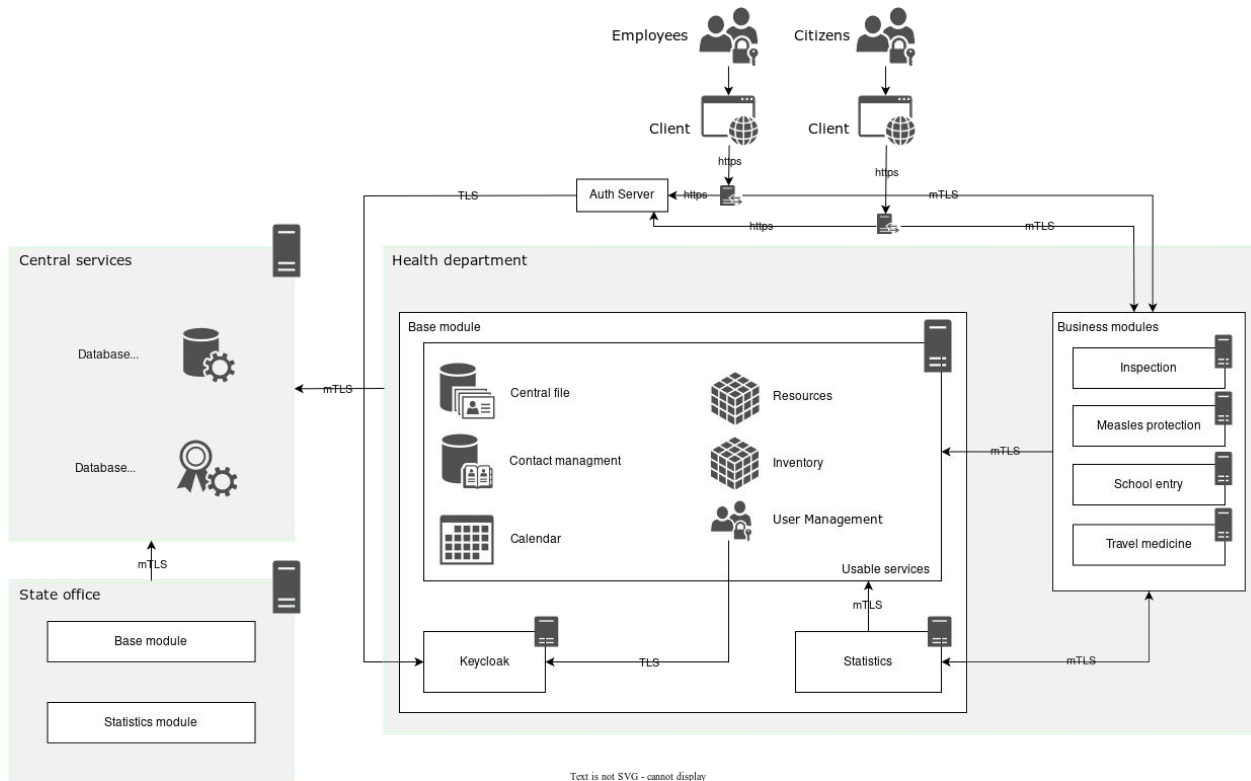 Employees
Citizens
Client
Client
https
https
Auth Server
TLS
https
mTLS
https
mTLS
Central services
Database...
Database...
mTLS
State office
Base module
Statistics module
mTLS
Health department
Base module
Central file
Contact managment
Calendar
Resources
Inventory
User Management
Usable services
mTLS
Keycloak
TLS
Statistics
mTLS
mTLS
Business modules
Inspection
Measles protection
School entry
Travel medicine
Text is not SVG - cannot display